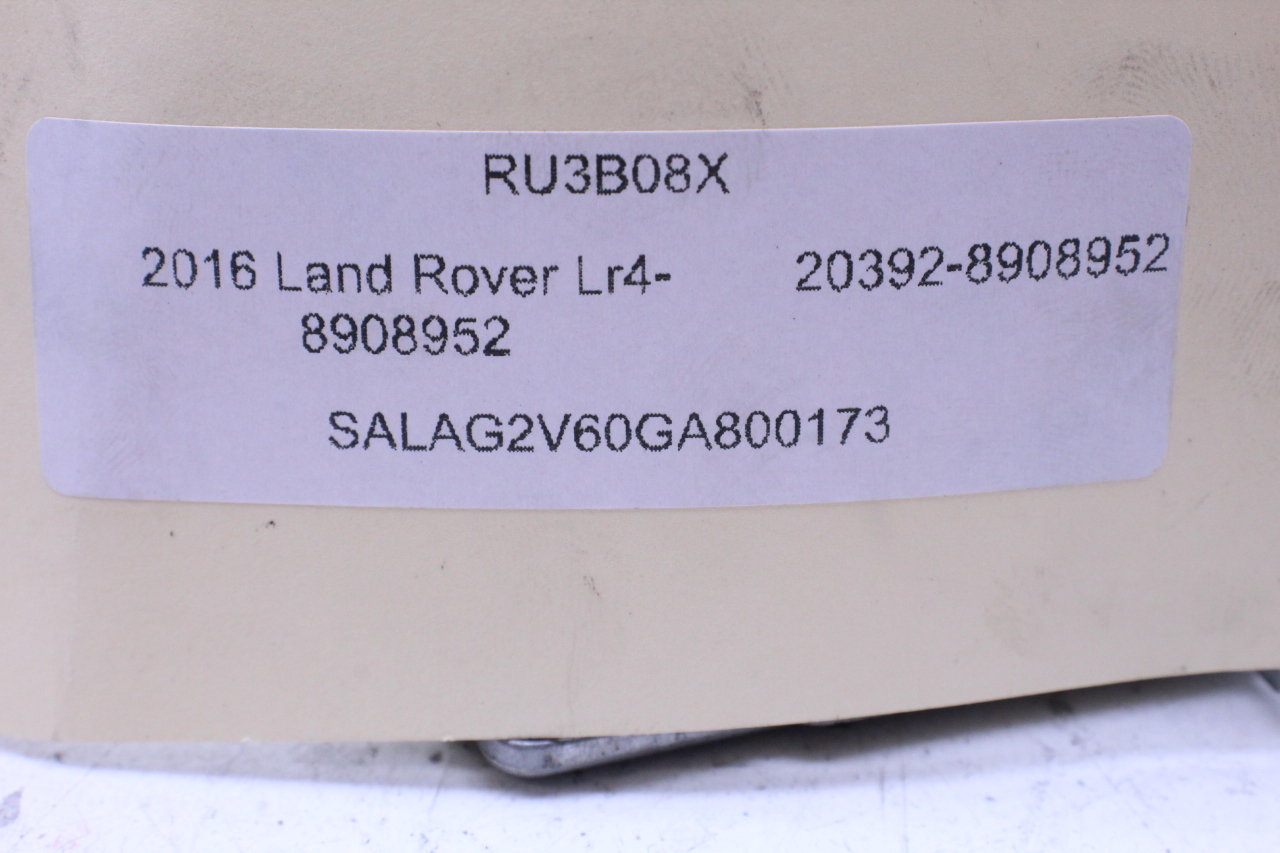 RU3B08X
2016 Land Rover Lr4- 20392-8908952
8908952
SALAG2V60GA800173